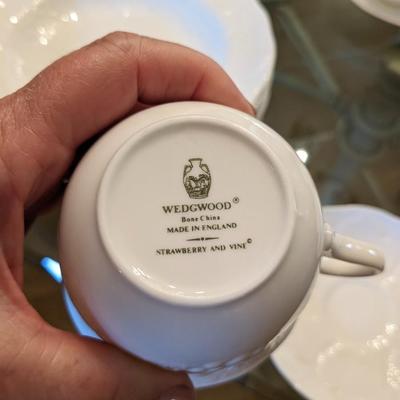 WEDGWOOD®
Bone China
MADE IN ENGLAND
STRAWBERRY AND VINE©